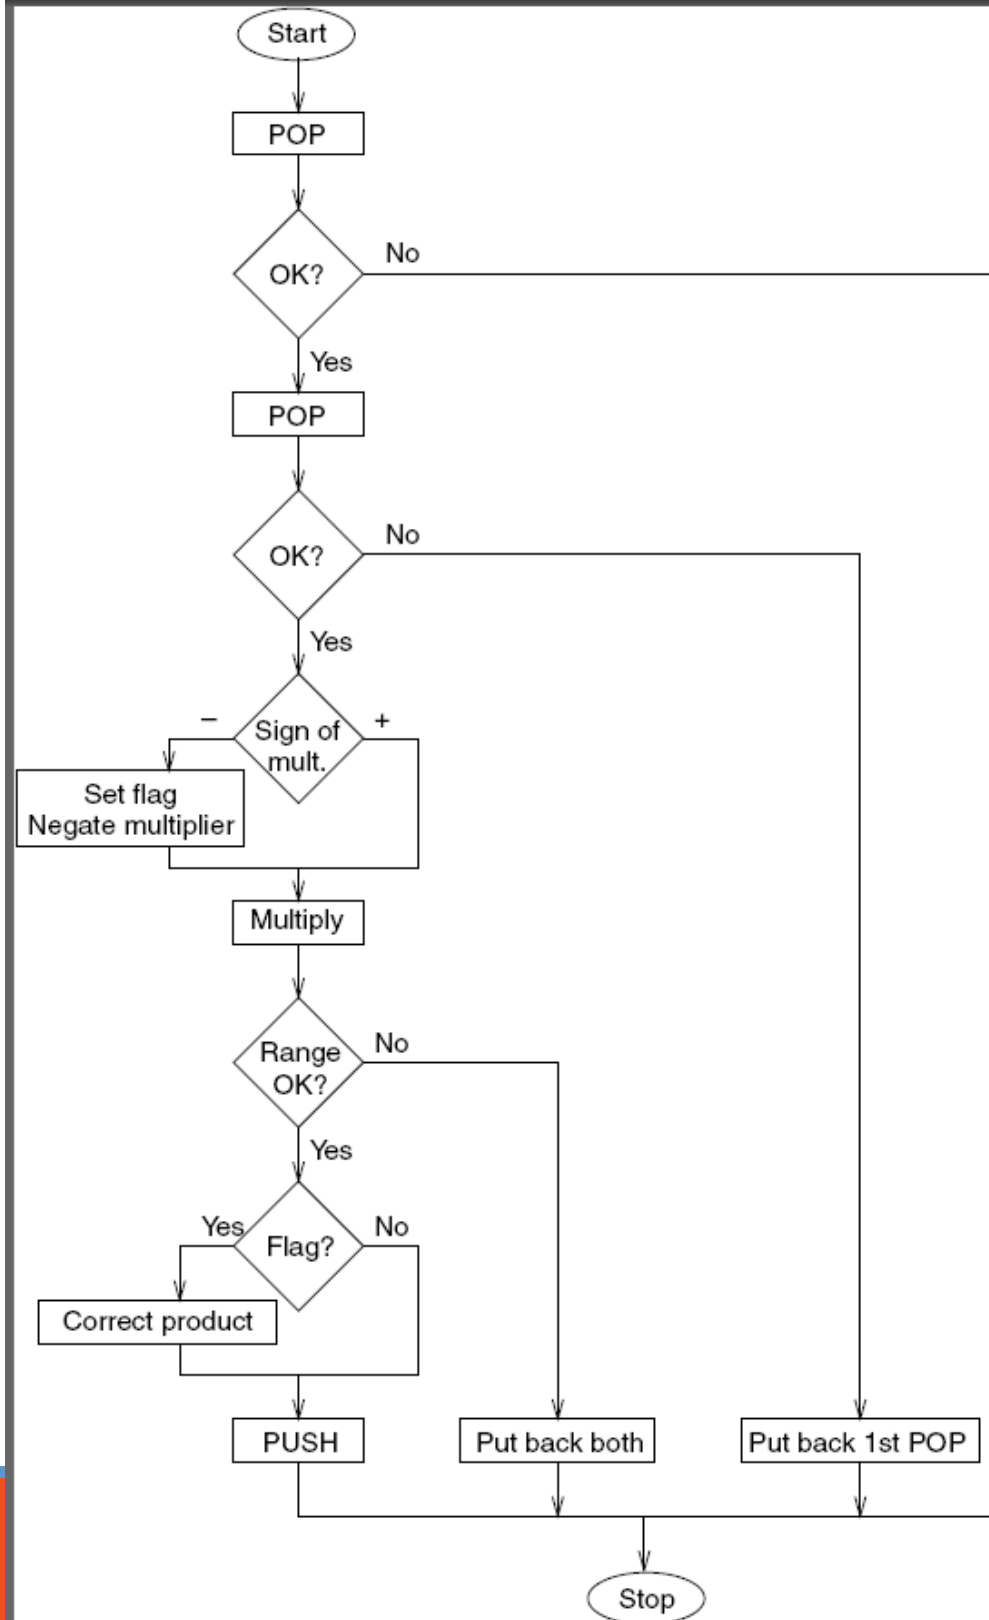 Start
POP
OK?
No
Yes
POP
OK?
No
Yes
–
Sign of
mult.
+
Set flag
Negate multiplier
Multiply
Range
OK?
No
Yes
Yes
Flag?
No
Correct product
PUSH
Put back both
Put back 1st POP
Stop